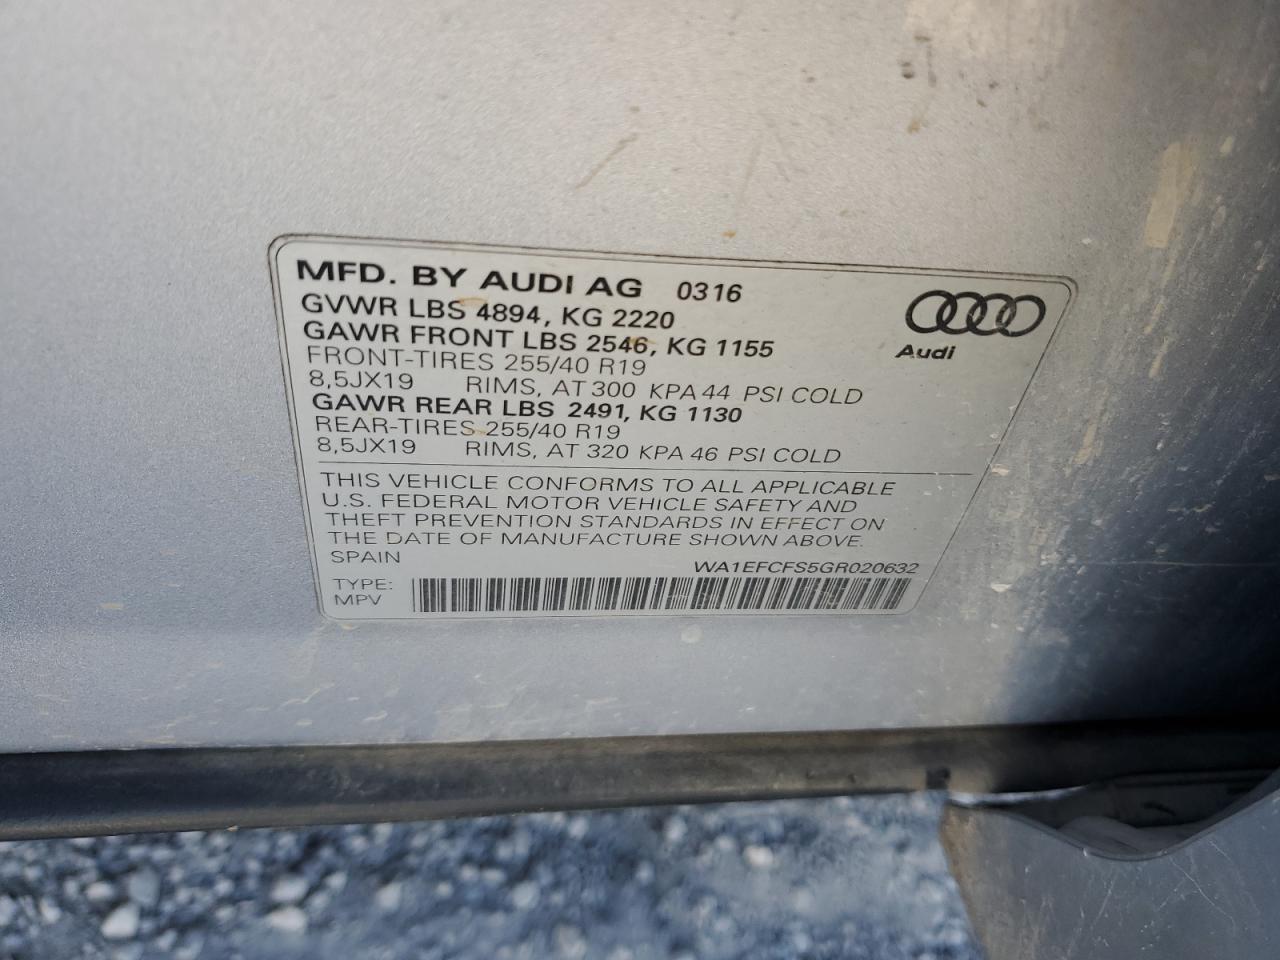 MFD. BY AUDI AG 0316
GVWR LBS 4894, KG 2220
GAWR FRONT LBS 2546, KG 1155
FRONT-TIRES 255/40 R19
8,5JX19 RIMS, AT 300 KPA 44 PSI COLD
GAWR REAR LBS 2491, KG 1130
REAR-TIRES 255/40 R19
8,5JX19 RIMS, AT 320 KPA 46 PSI COLD
Audi
THIS VEHICLE CONFORMS TO ALL APPLICABLE
U.S. FEDERAL MOTOR VEHICLE SAFETY AND
THEFT PREVENTION STANDARDS IN EFFECT ON
THE DATE OF MANUFACTURE SHOWN ABOVE.
SPAIN WA1EFCFS5GR020632
TYPE:
MPV